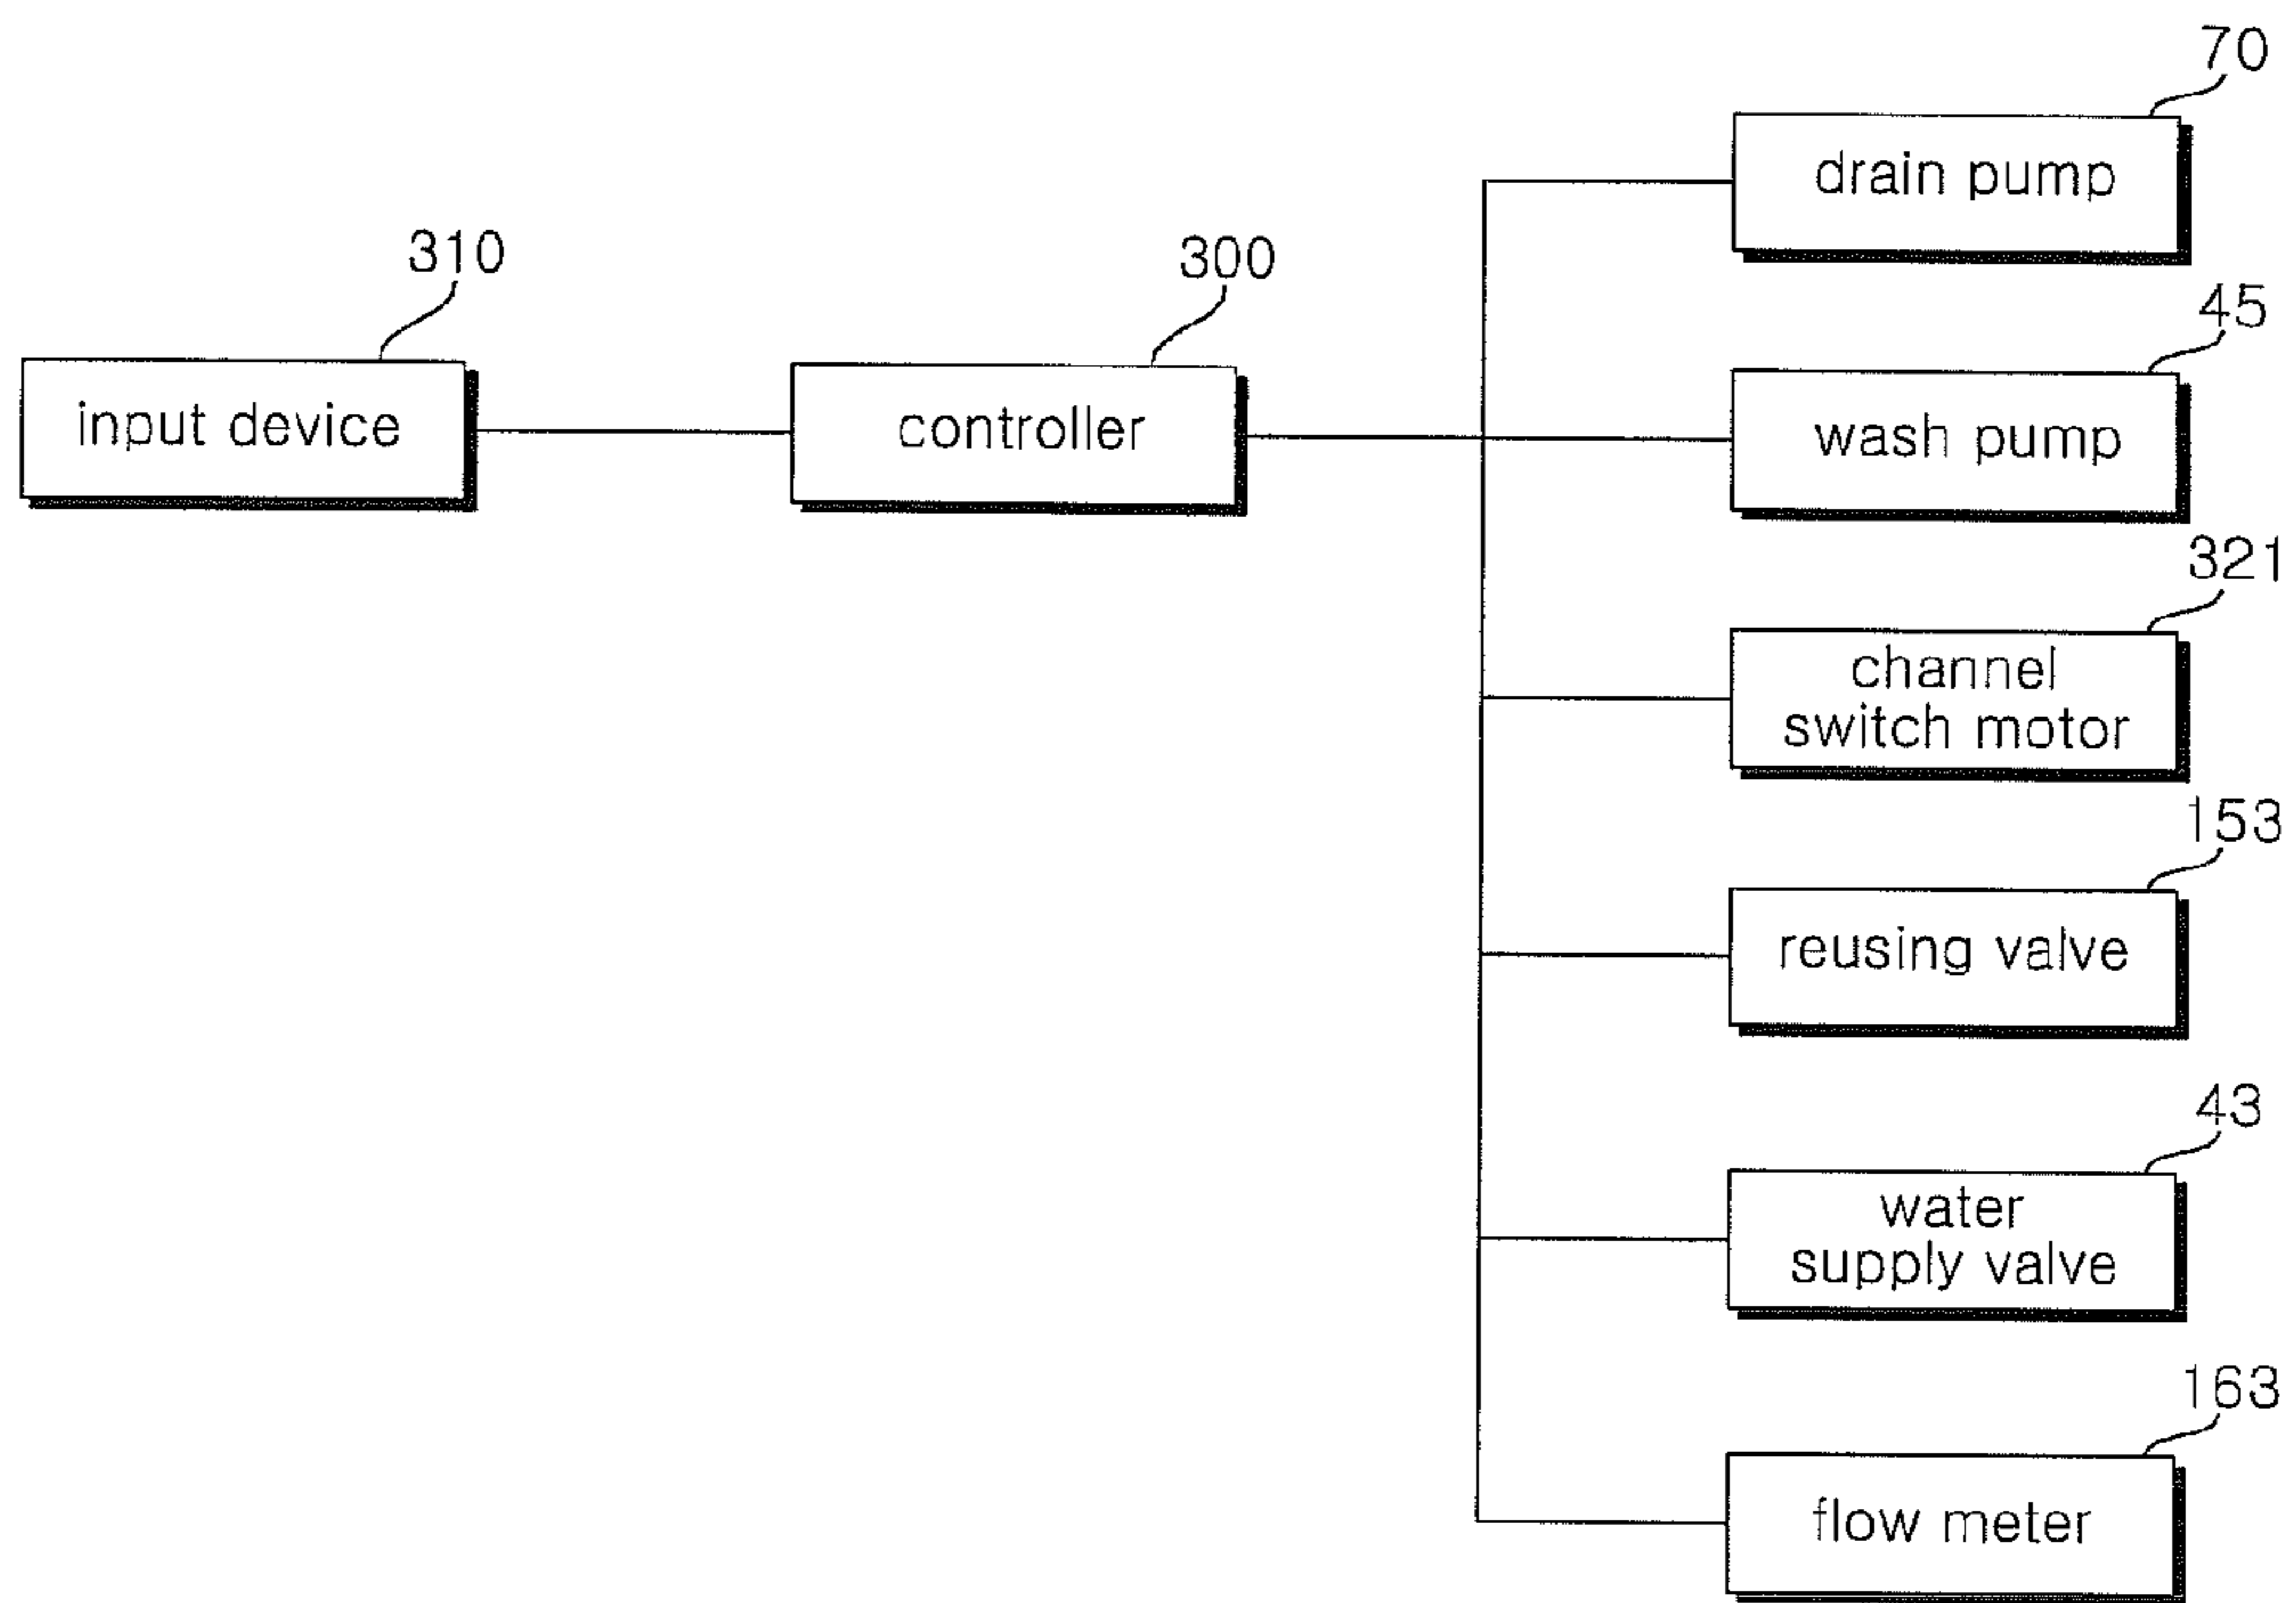 310
input device
300
controller
70
drain pump
45
wash pump
321
channel
switch motor
153
reusing valve
43
water
supply valve
163
flow meter